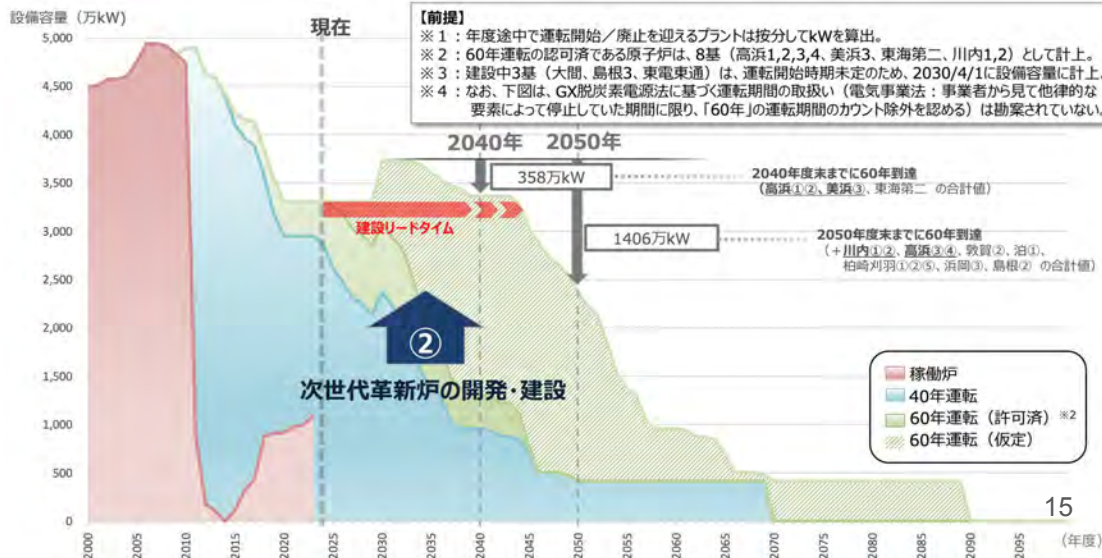 設備容量（万kW）
現在
【前提】
※１：年度途中で運転開始／廃止を迎えるプラントは按分してkWを算出。
※２：60年運転の認可済である原子炉は、8基（高浜1,2,3,4、美浜3、東海第二、川内1,2）として計上。
※３：建設中3基（大間、島根3、東電東通）は、運転開始時期未定のため、2030/4/1に設備容量に計上。
※４：なお、下図は、GX脱炭素電源法に基づく運転期間の取扱い（電気事業法：事業者から見て他律的な
要素によって停止していた期間に限り、「60年」の運転期間のカウント除外を認める）は勘案されていない。
5,000
4,500
4,000
3,500
3,000
2,500
2,000
1,500
1,000
500
0
2040年
2050年
358万kW
2040年度末までに60年到達
（高浜①②、美浜③、東海第二 の合計値）
建設リードタイム
1406万kW
2050年度末までに60年到達
（＋川内①②、高浜③④、敦賀②、泊①、
柏崎刈羽①②⑤、浜岡③、島根② の合計値）
②
次世代革新炉の開発・建設
稼働炉
40年運転
60年運転（許可済）※2
60年運転（仮定）
15
2000
2005
2010
2015
2020
2025
2030
2035
2040
2045
2050
2055
2060
2065
2070
2075
2080
2085
2090
2095
（年度）